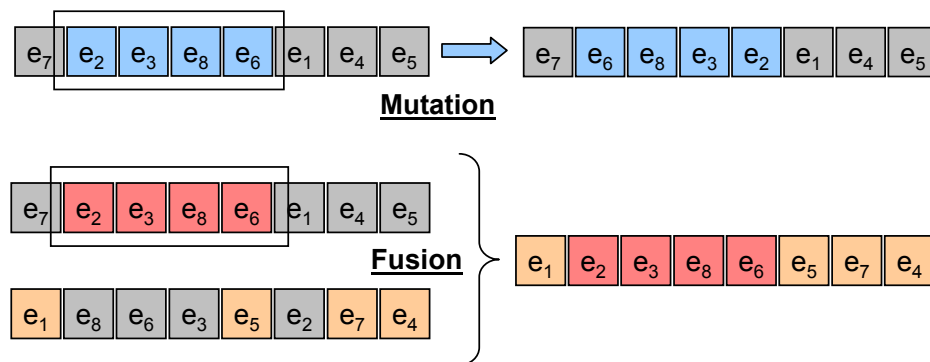 e7 e2 e3 e8 e6 e1 e4 e5 e7 e6 e8 e3 e2 e1 e4 e5
Mutation
e7 e2 e3 e8 e6 e1 e4 e5
Fusion
e1 e2 e3 e8 e6 e5 e7 e4
e1 e8 e6 e3 e5 e2 e7 e4